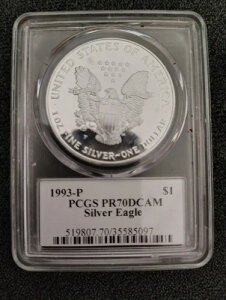 UNITED STATES OF AMERICA
1 OZ. FINE SILVER~ONE DOLLAR
P
1993-P $1
PCGS PR70DCAM
Silver Eagle
519807.70/35585097